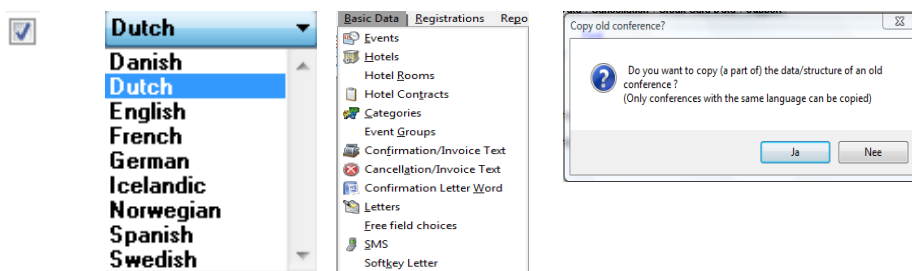 Dutch
Danish
Dutch
English
French
German
Icelandic
Norwegian
Spanish
Swedish
Basic Data Registrations Repo
Events
Hotels
Hotel Rooms
Hotel Contracts
Categories
Event Groups
Confirmation/Invoice Text
Cancellation/Invoice Text
Confirmation Letter Word
Letters
Free field choices
SMS
Softkey Letter
Copy old conference?
Do you want to copy (a part of) the data/structure of an old
conference ?
(Only conferences with the same language can be copied)
Ja Nee